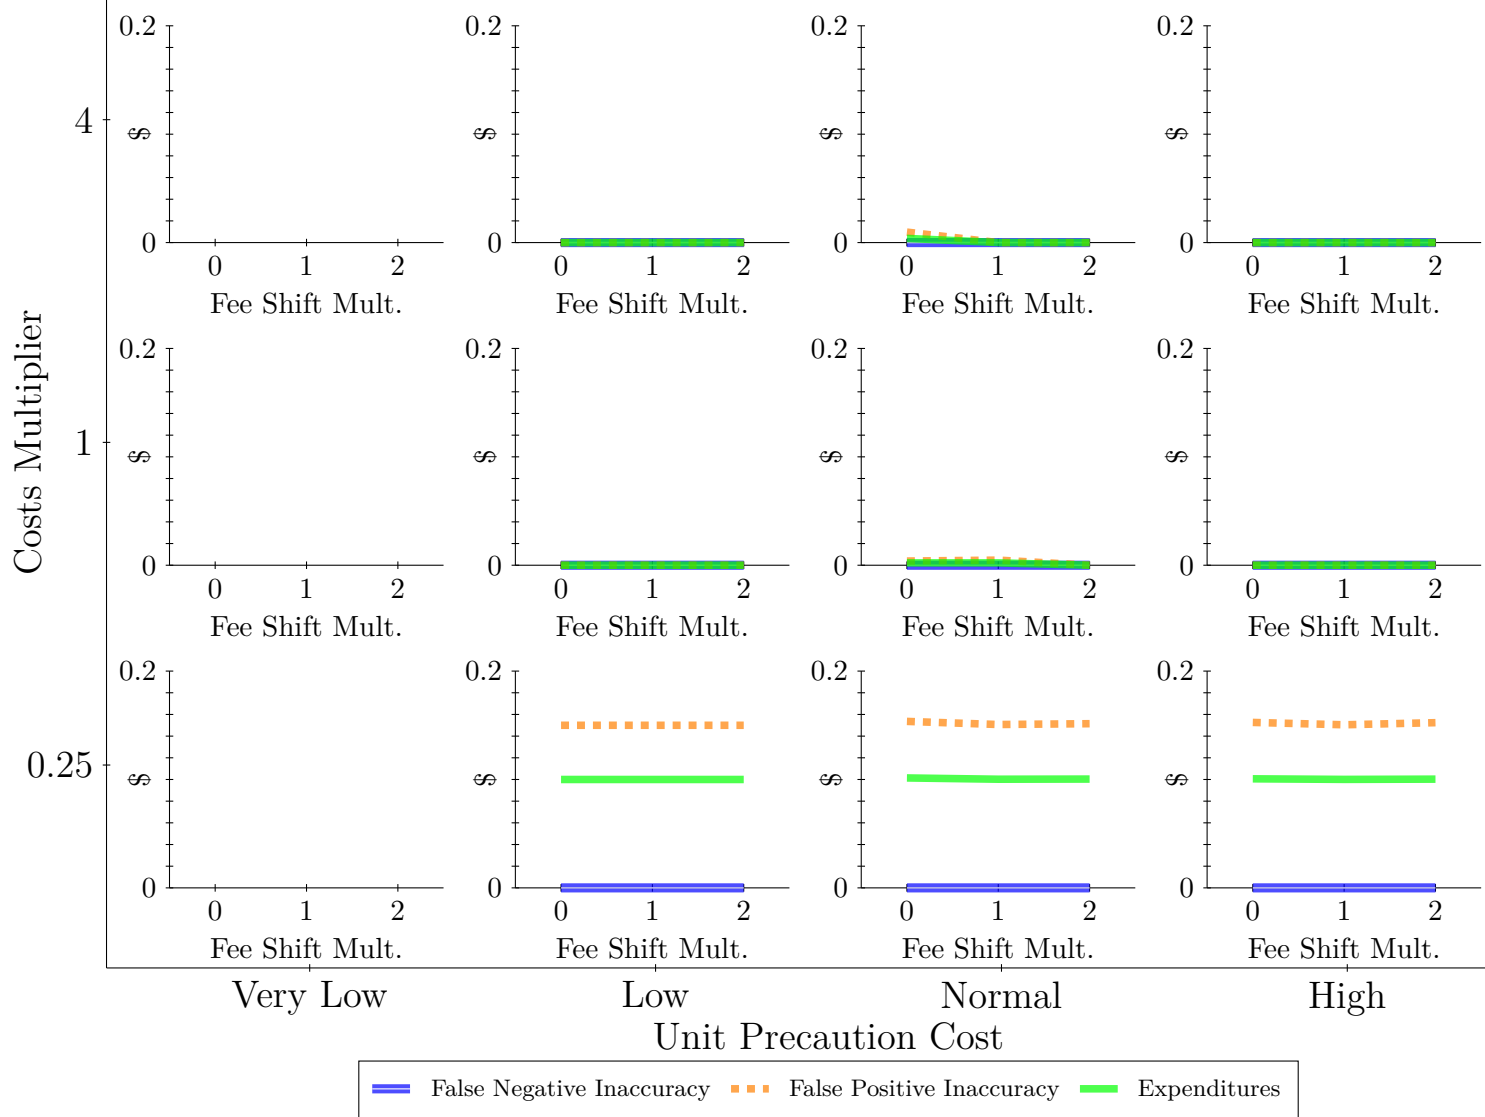 0.2 0.2 0.2 0.2
4 $ $ $ $
0 0 0 0
0 1 2 0 1 2 0 1 2 0 1 2
Fee Shift Mult. Fee Shift Mult. Fee Shift Mult. Fee Shift Mult.
Costs Multiplier
0.2 0.2 0.2 0.2
1 $ $ $ $
0 0 0 0
0 1 2 0 1 2 0 1 2 0 1 2
Fee Shift Mult. Fee Shift Mult. Fee Shift Mult. Fee Shift Mult.
0.2 0.2 0.2 0.2
0.25 $ $ $ $
0 0 0 0
0 1 2 0 1 2 0 1 2 0 1 2
Fee Shift Mult. Fee Shift Mult. Fee Shift Mult. Fee Shift Mult.
Very Low Low Normal High
Unit Precaution Cost
False Negative Inaccuracy False Positive Inaccuracy Expenditures